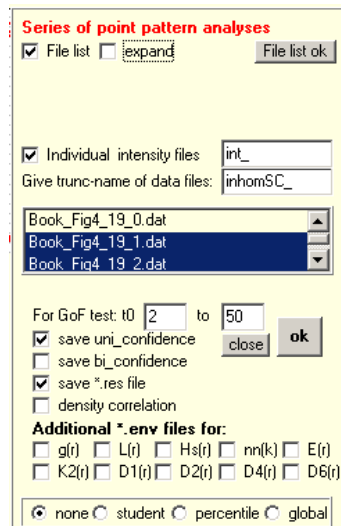 Series of point pattern analyses
File list expand File list ok
Individual intensity files int_
Give trunc-name of data files: inhomSC_
Book_Fig4_19_0.dat
Book_Fig4_19_1.dat
Book_Fig4_19_2.dat
For GoF test: t0 2 to 50
save uni_confidence close ok
save bi_confidence
save *.res file
density correlation
Additional *.env files for:
g(r) L(r) Hs(r) nn(k) E(r)
K2(r) D1(r) D2(r) D4(r) D6(r)
none student percentile global